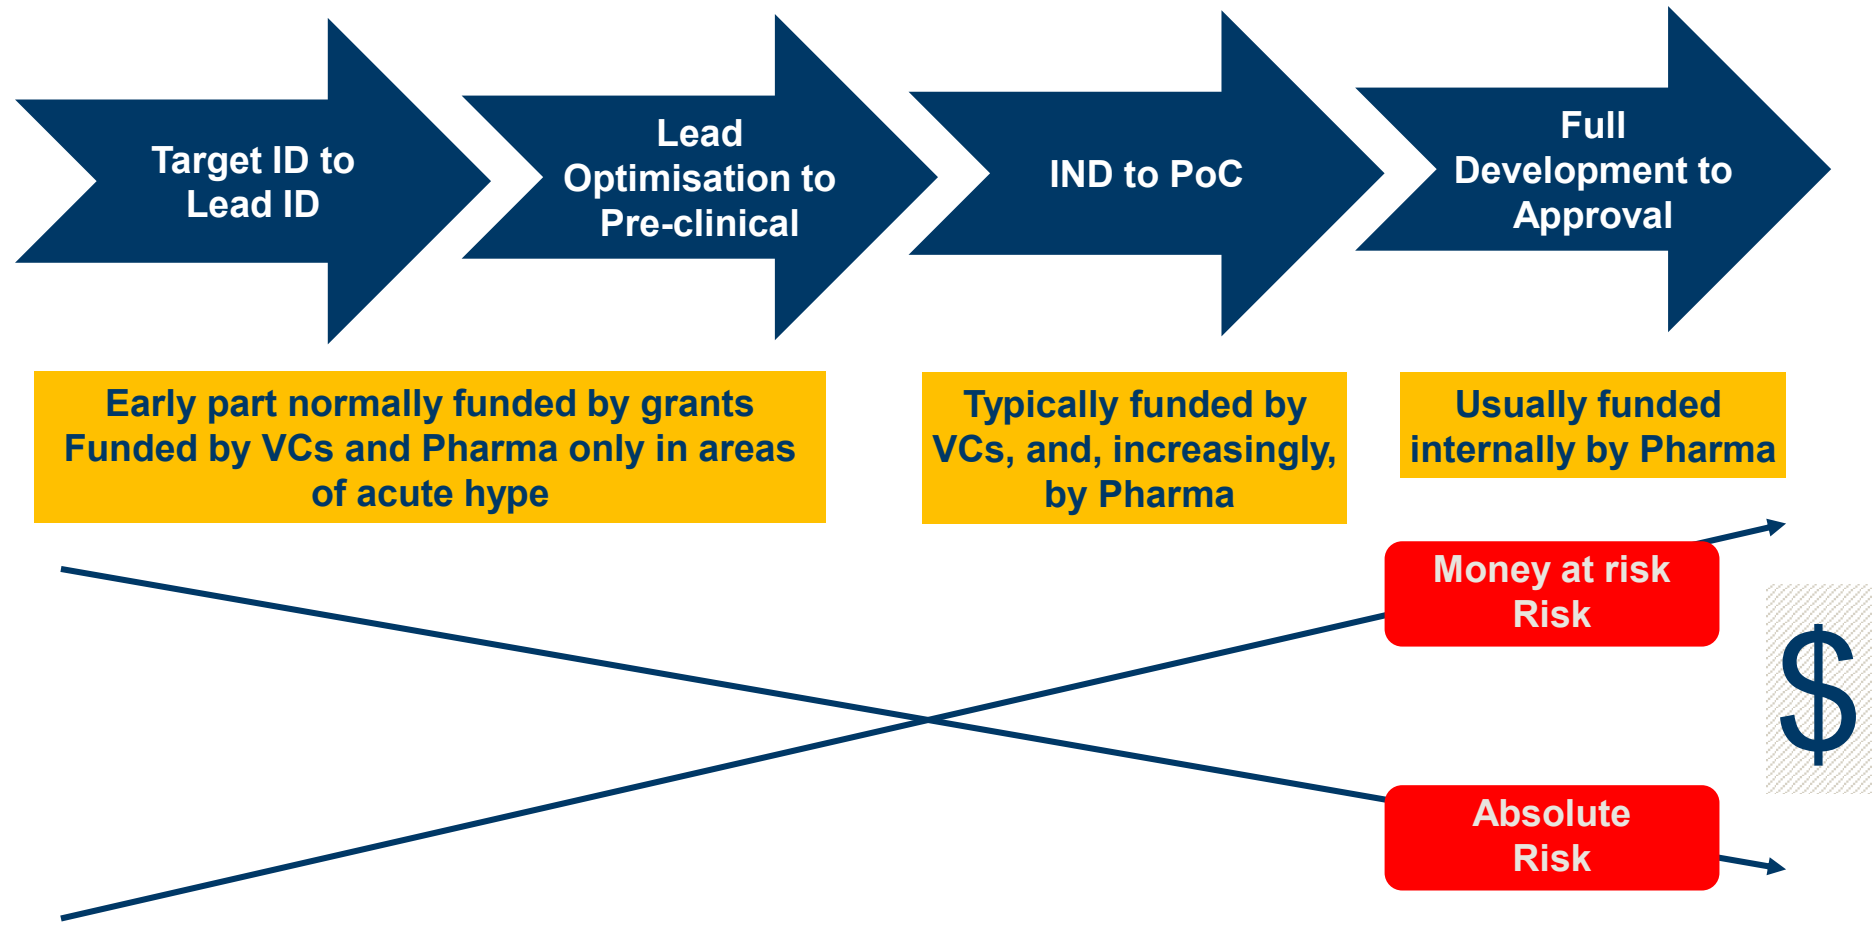 Target ID to
Lead ID
Lead
Optimisation to
Pre-clinical
IND to PoC
Full
Development to
Approval
Early part normally funded by grants
Funded by VCs and Pharma only in areas
of acute hype
Typically funded by
VCs, and, increasingly,
by Pharma
Usually funded
internally by Pharma
Money at risk
Risk
$
Absolute
Risk